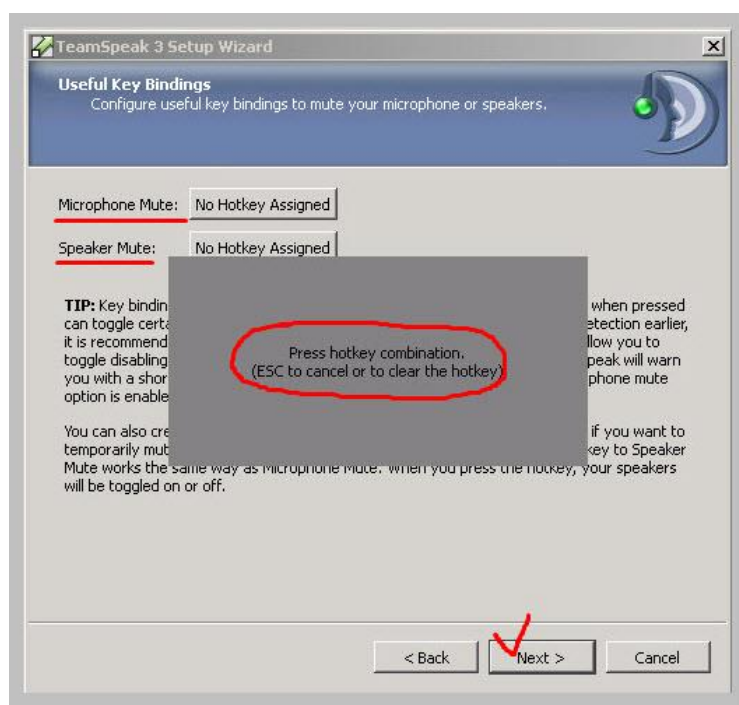 TeamSpeak 3 Setup Wizard
Useful Key Bindings
Configure useful key bindings to mute your microphone or speakers.
Microphone Mute: No Hotkey Assigned
Speaker Mute: No Hotkey Assigned
TIP: Key bindin when pressed
can toggle certa etection earlier,
it is recommend llow you to
toggle disabling peak will warn
you with a shor phone mute
option is enable
Press hotkey combination.
(ESC to cancel or to clear the hotkey)
You can also cre if you want to
temporarily mut key to Speaker
Mute works the same way as Microphone Mute. When you press the hotkey, your speakers
will be toggled on or off.
< Back Next > Cancel